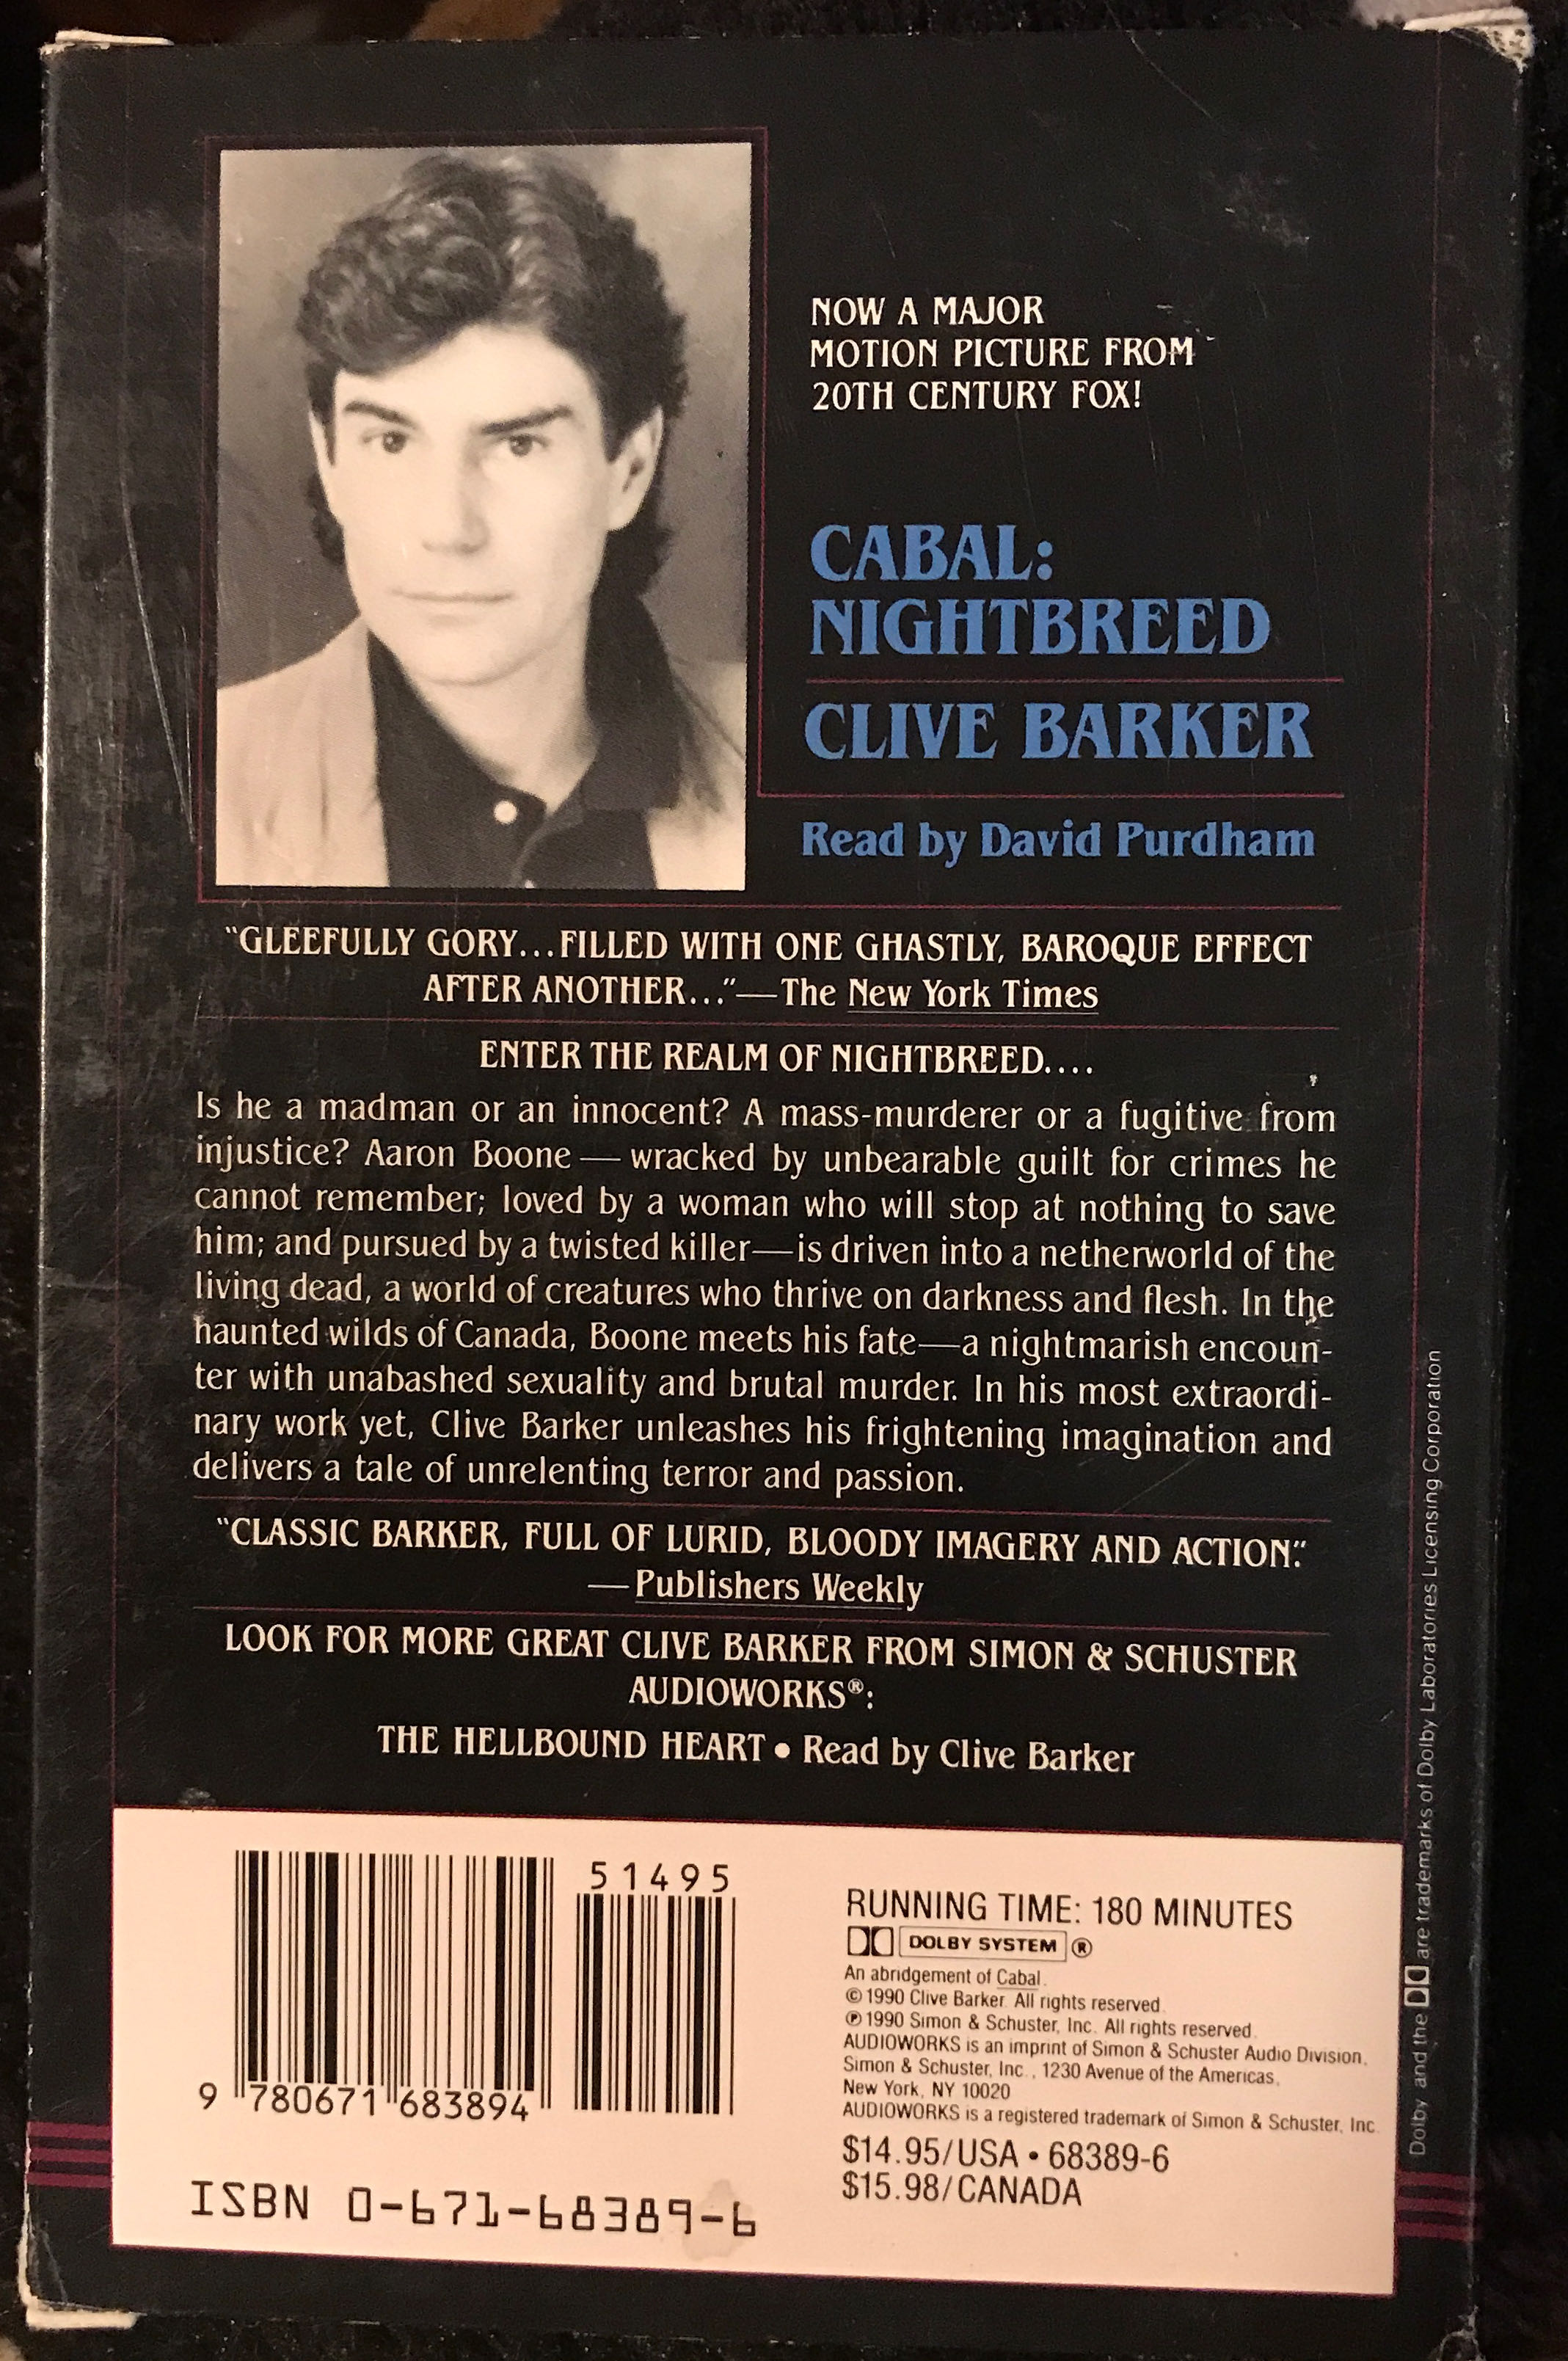 NOW A MAJOR
MOTION PICTURE FROM
20TH CENTURY FOX!
CABAL:
NIGHTBREED
CLIVE BARKER
Read by David Purdham
"GLEEFULLY GORY...FILLED WITH ONE GHASTLY, BAROQUE EFFECT
AFTER ANOTHER..."—The New York Times
ENTER THE REALM OF NIGHTBREED....
Is he a madman or an innocent? A mass-murderer or a fugitive from
injustice? Aaron Boone — wracked by unbearable guilt for crimes he
cannot remember; loved by a woman who will stop at nothing to save
him; and pursued by a twisted killer—is driven into a netherworld of the
living dead, a world of creatures who thrive on darkness and flesh. In the
haunted wilds of Canada, Boone meets his fate—a nightmarish encoun-
ter with unabashed sexuality and brutal murder. In his most extraordi-
nary work yet, Clive Barker unleashes his frightening imagination and
delivers a tale of unrelenting terror and passion.
"CLASSIC BARKER, FULL OF LURID, BLOODY IMAGERY AND ACTION."
—Publishers Weekly
LOOK FOR MORE GREAT CLIVE BARKER FROM SIMON & SCHUSTER
AUDIOWORKS®:
THE HELLBOUND HEART • Read by Clive Barker
51495
9 780671 683894
ISBN 0-671-68389-6
RUNNING TIME: 180 MINUTES
DOLBY SYSTEM ®
An abridgement of Cabal.
© 1990 Clive Barker. All rights reserved.
℗ 1990 Simon & Schuster, Inc. All rights reserved.
AUDIOWORKS is an imprint of Simon & Schuster Audio Division,
Simon & Schuster, Inc., 1230 Avenue of the Americas,
New York, NY 10020
AUDIOWORKS is a registered trademark of Simon & Schuster, Inc.
$14.95/USA • 68389-6
$15.98/CANADA
Dolby and the are trademarks of Dolby Laboratories Licensing Corporation